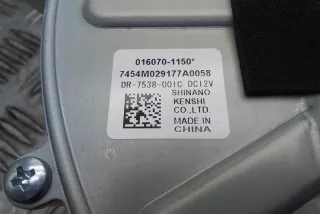 016070-1150*
7454M029177A0058
DR-7538-001C DC12V
SHINANO
KENSHI
CO.,LTD.
MADE IN CHINA